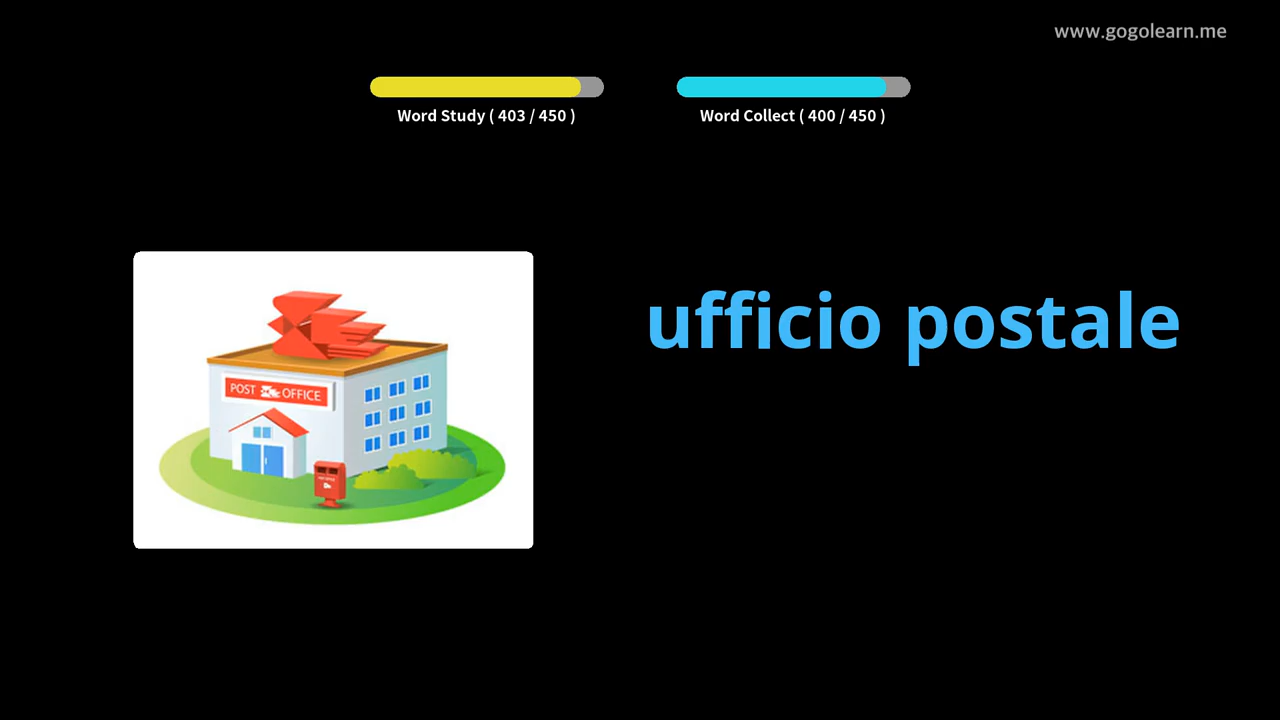 www.gogolearn.me
Word Study ( 403 / 450 )
Word Collect ( 400 / 450 )
ufficio postale
POST OFFICE